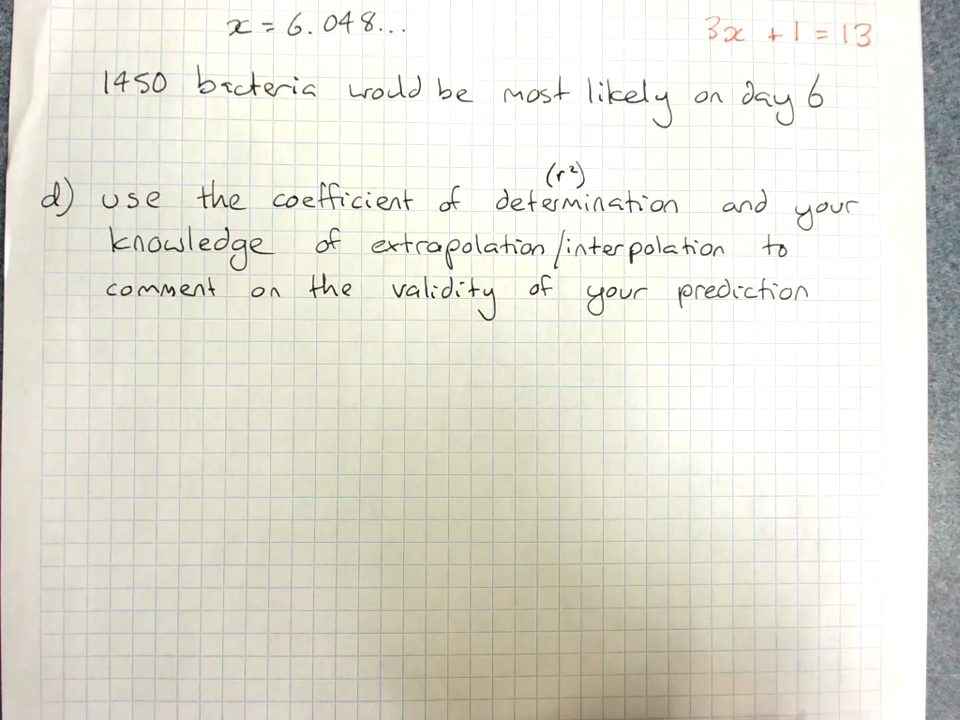 x = 6.048...
3x + 1 = 13
1450 bacteria would be most likely on day 6
(r²)
d) use the coefficient of determination and your
knowledge of extrapolation/interpolation to
comment on the validity of your prediction